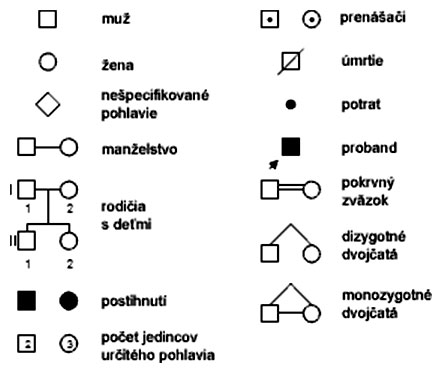 muž
žena
nešpecifikované
pohlavie
manželstvo
I
1 2
rodičia
s deťmi
II
1 2
postihnutí
2 3
počet jedincov
určitého pohlavia
prenášači
úmrtie
potrat
proband
pokrvný
zväzok
dizygotné
dvojčatá
monozygotné
dvojčatá